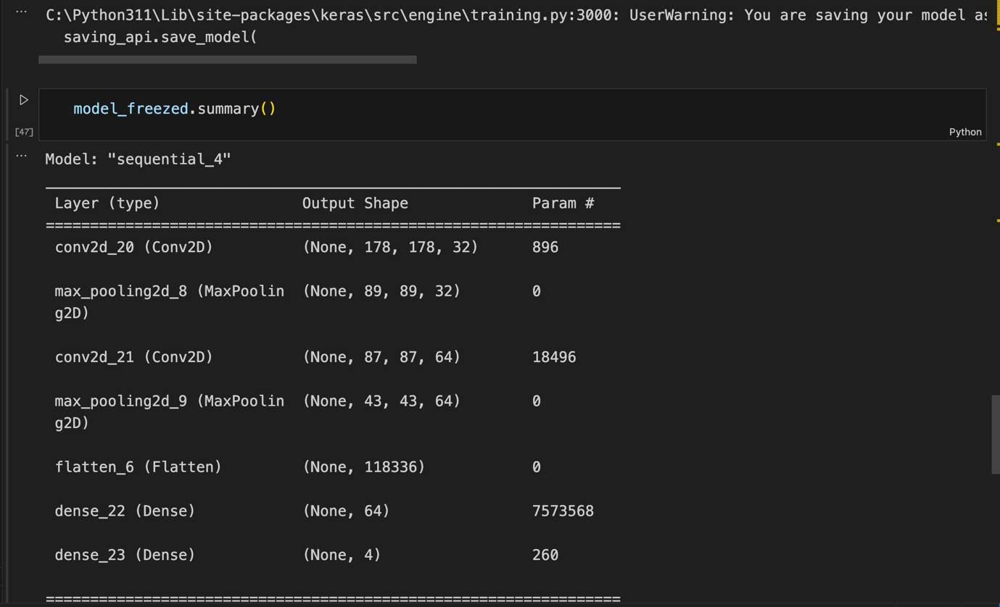 ...
C:\Python311\Lib\site-packages\keras\src\engine\training.py:3000: UserWarning: You are saving your model as
saving_api.save_model(
model_freezed.summary()
[47]
Python
...
Model: "sequential_4"
_________________________________________________________________
Layer (type) Output Shape Param #
=================================================================
conv2d_20 (Conv2D) (None, 178, 178, 32) 896
max_pooling2d_8 (MaxPoolin (None, 89, 89, 32) 0
g2D)
conv2d_21 (Conv2D) (None, 87, 87, 64) 18496
max_pooling2d_9 (MaxPoolin (None, 43, 43, 64) 0
g2D)
flatten_6 (Flatten) (None, 118336) 0
dense_22 (Dense) (None, 64) 7573568
dense_23 (Dense) (None, 4) 260
=================================================================